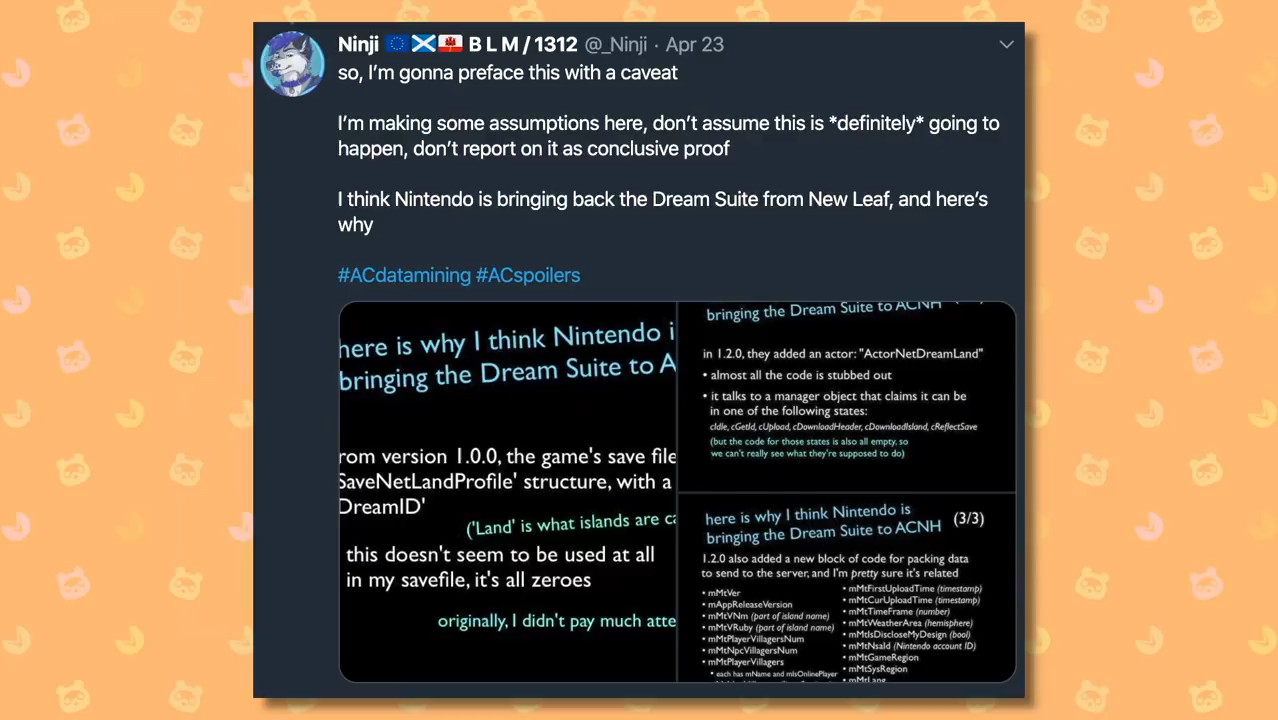 Ninji 🇪🇺🏴󠁧󠁢󠁳󠁣󠁴󠁿🇬🇮 B L M / 1312 @_Ninji · Apr 23
so, I'm gonna preface this with a caveat
I'm making some assumptions here, don't assume this is *definitely* going to
happen, don't report on it as conclusive proof
I think Nintendo is bringing back the Dream Suite from New Leaf, and here's
why
#ACdatamining #ACspoilers
here is why I think Nintendo i
bringing the Dream Suite to A
rom version 1.0.0, the game's save file
SaveNetLandProfile' structure, with a
DreamID'
('Land' is what islands are ca
this doesn't seem to be used at all
in my savefile, it's all zeroes
originally, I didn't pay much atte
bringing the Dream Suite to ACNH
in 1.2.0, they added an actor: "ActorNetDreamLand"
• almost all the code is stubbed out
• it talks to a manager object that claims it can be
in one of the following states:
cIdle, cGetId, cUpload, cDownloadHeader, cDownloadIsland, cReflectSave
(but the code for those states is also all empty, so
we can't really see what they're supposed to do)
here is why I think Nintendo is (3/3)
bringing the Dream Suite to ACNH
1.2.0 also added a new block of code for packing data
to send to the server, and I'm pretty sure it's related
• mMtVer
• mAppReleaseVersion
• mMtVNm (part of island name)
• mMtVRuby (part of island name)
• mMtPlayerVillagersNum
• mMtNpcVillagersNum
• mMtPlayerVillagers
• each has mName and mIsOnlinePlayer
• mMtFirstUploadTime (timestamp)
• mMtCurUploadTime (timestamp)
• mMtTimeFrame (number)
• mMtWeatherArea (hemisphere)
• mMtIsDiscloseMyDesign (bool)
• mMtNsaId (Nintendo account ID)
• mMtGameRegion
• mMtSysRegion
• mMtLang